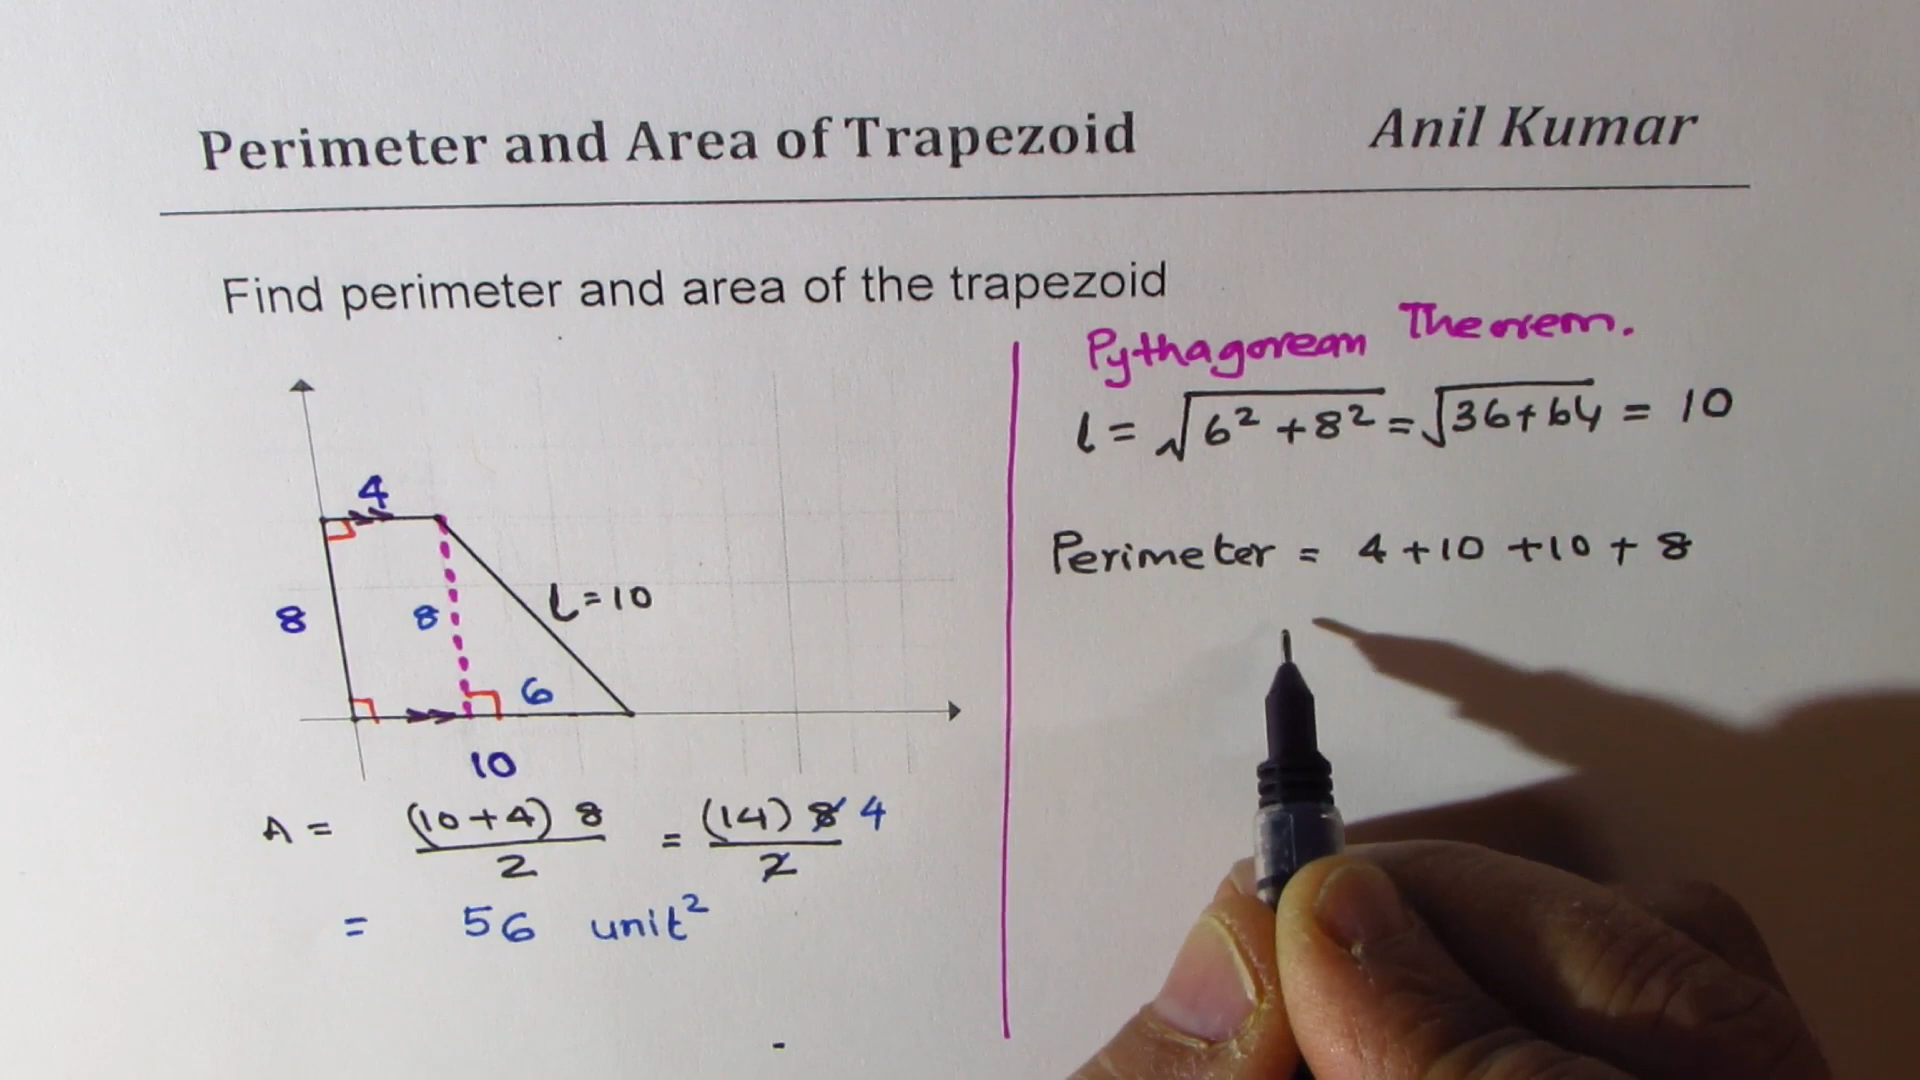 Perimeter and Area of Trapezoid Anil Kumar
Find perimeter and area of the trapezoid
4
8
8
L=10
6
10
A = (10+4) 8 / 2 = (14) 8 4 / 2
= 56 unit²
Pythagorean Theorem.
l = √6² + 8² = √36+64 = 10
Perimeter = 4+10+10+8